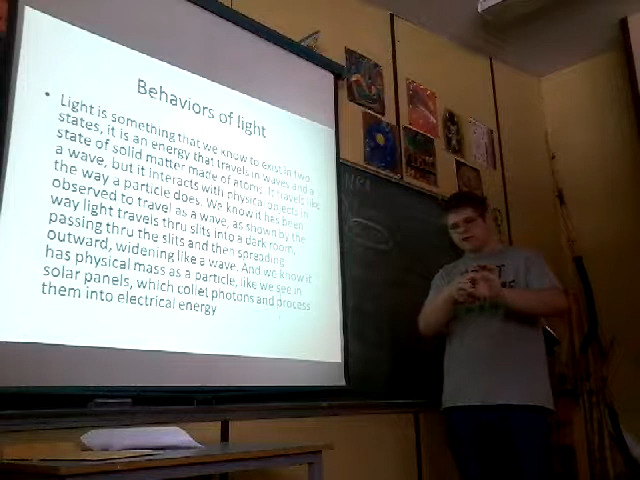 Behaviors of light
• Light is something that we know to exist in two
states, it is an energy that travels in waves and a
state of solid matter made of atoms. It travels like
a wave, but it interacts with physical objects in
the way a particle does. We know it has been
observed to travel as a wave, as shown by the
way light travels thru slits into a dark room,
passing thru the slits and then spreading
outward, widening like a wave. And we know it
has physical mass as a particle, like we see in
solar panels, which collet photons and process
them into electrical energy